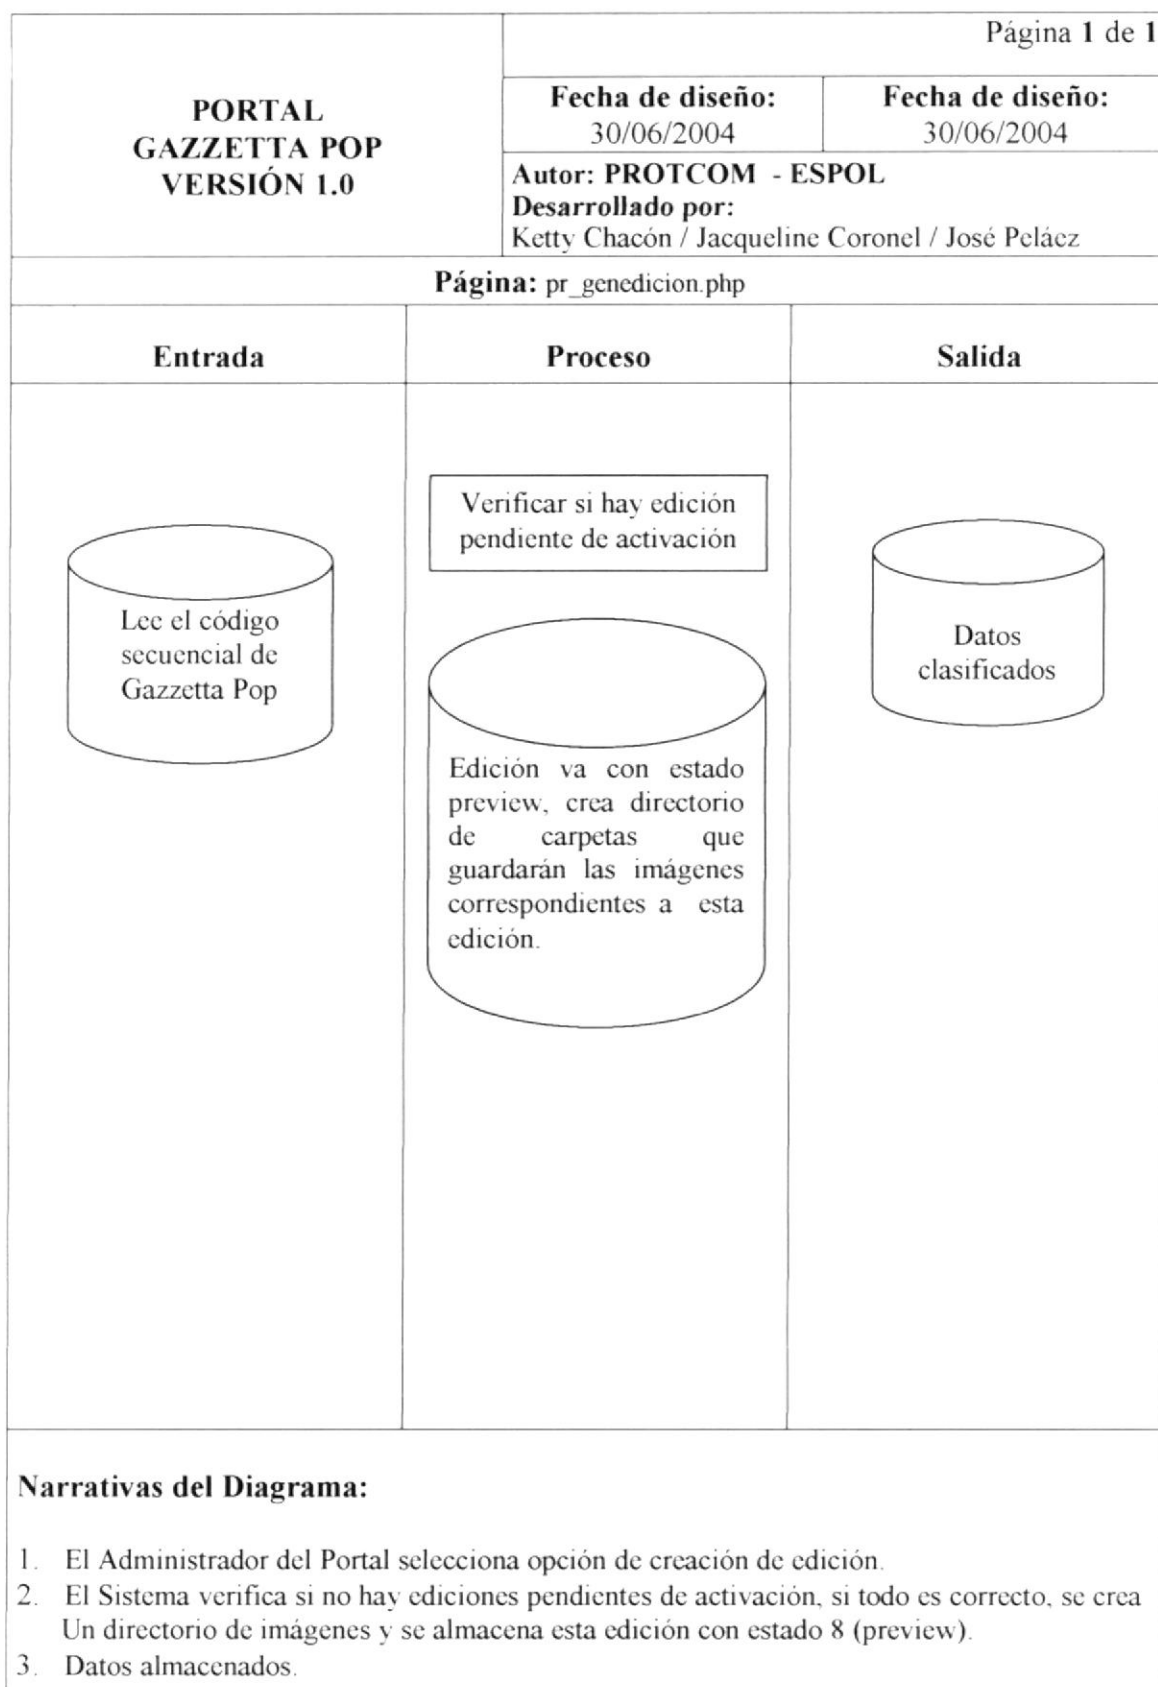 Página 1 de 1
PORTAL
GAZZETTA POP
VERSIÓN 1.0
Fecha de diseño:
30/06/2004
Fecha de diseño:
30/06/2004
Autor: PROTCOM - ESPOL
Desarrollado por:
Ketty Chacón / Jacqueline Coronel / José Peláez
Página: pr_genedicion.php
Entrada
Proceso
Salida
Lee el código
secuencial de
Gazzetta Pop
Verificar si hay edición
pendiente de activación
Edición va con estado
preview, crea directorio
de carpetas que
guardarán las imágenes
correspondientes a esta
edición.
Datos
clasificados
Narrativas del Diagrama:
1. El Administrador del Portal selecciona opción de creación de edición.
2. El Sistema verifica si no hay ediciones pendientes de activación, si todo es correcto, se crea
Un directorio de imágenes y se almacena esta edición con estado 8 (preview).
3. Datos almacenados.